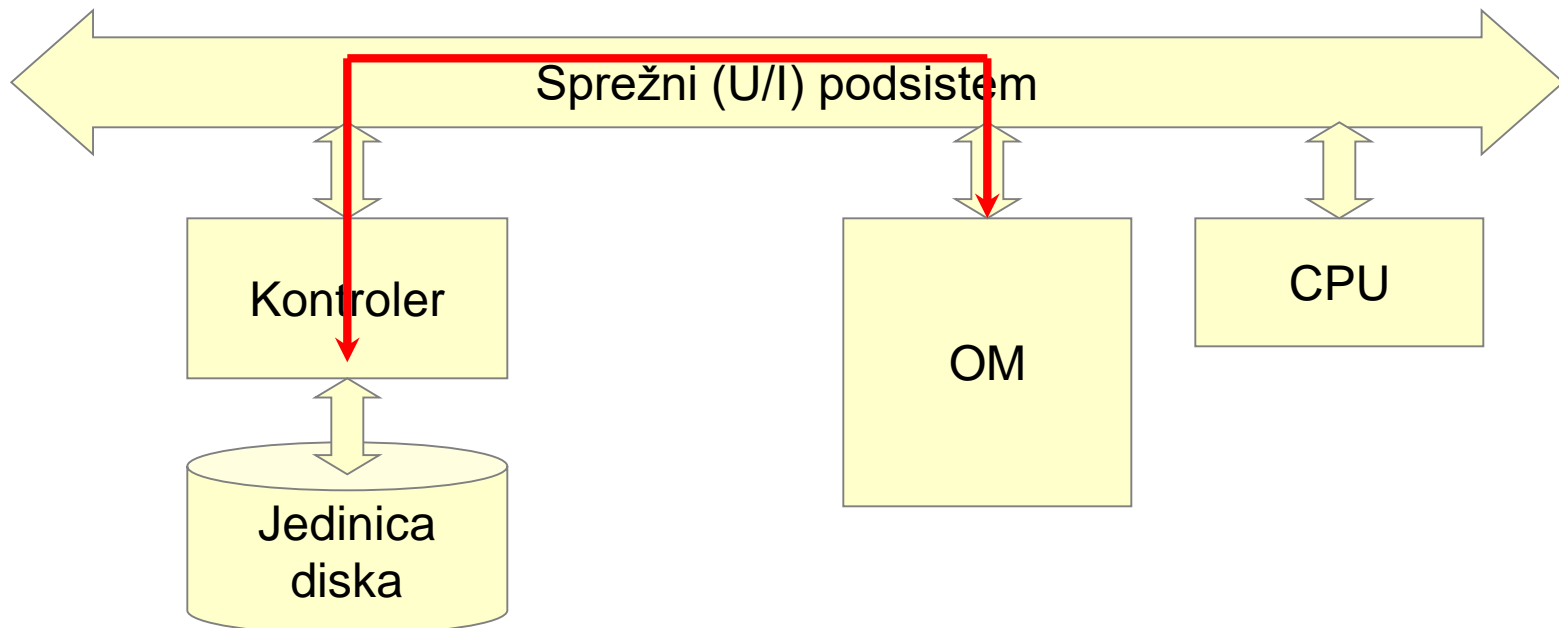 Sprežni (U/I) podsistem
Kontroler
OM
CPU
Jedinica
diska